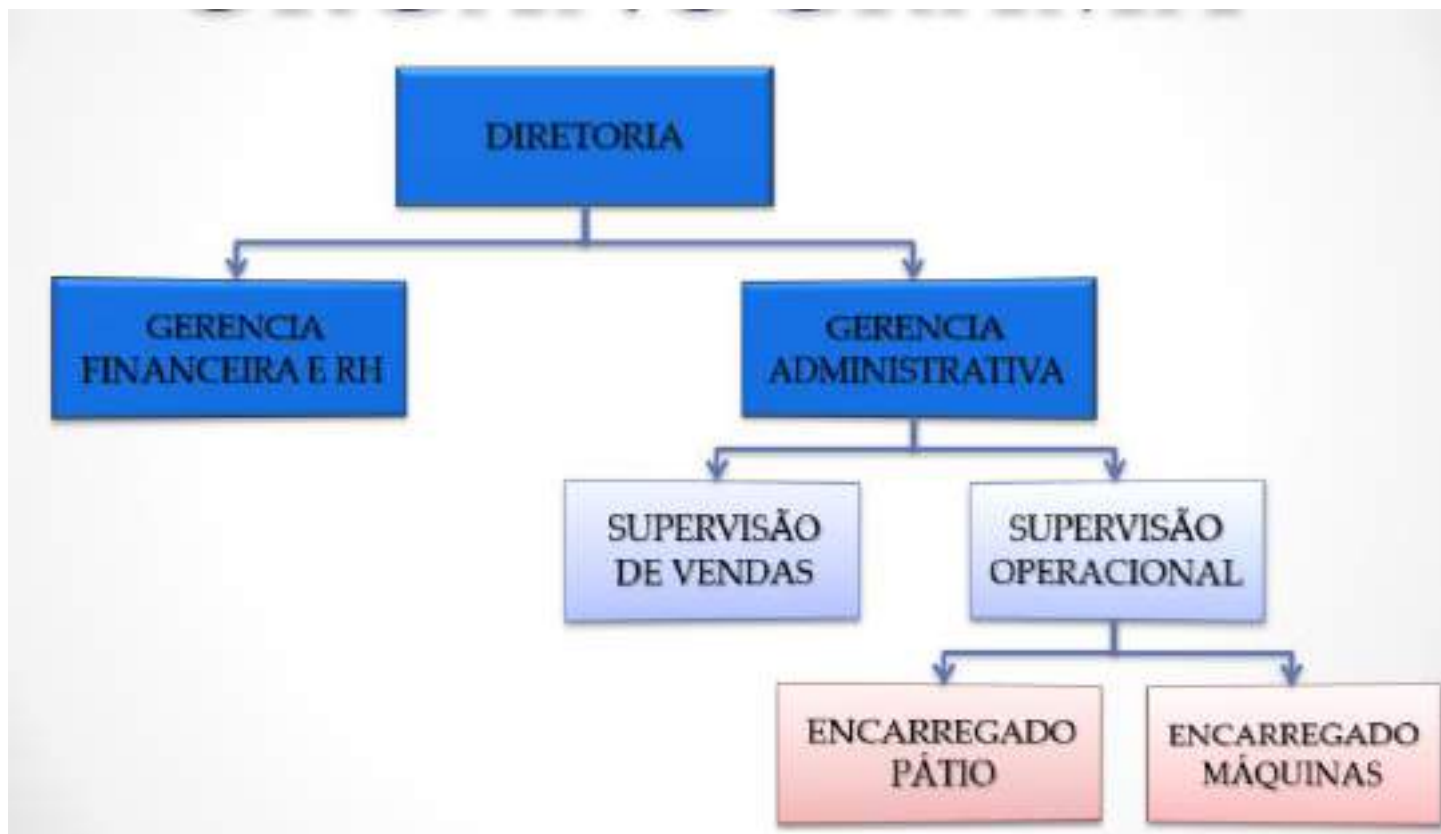 DIRETORIA
GERENCIA
FINANCEIRA E RH
GERENCIA
ADMINISTRATIVA
SUPERVISÃO
DE VENDAS
SUPERVISÃO
OPERACIONAL
ENCARREGADO
PÁTIO
ENCARREGADO
MÁQUINAS